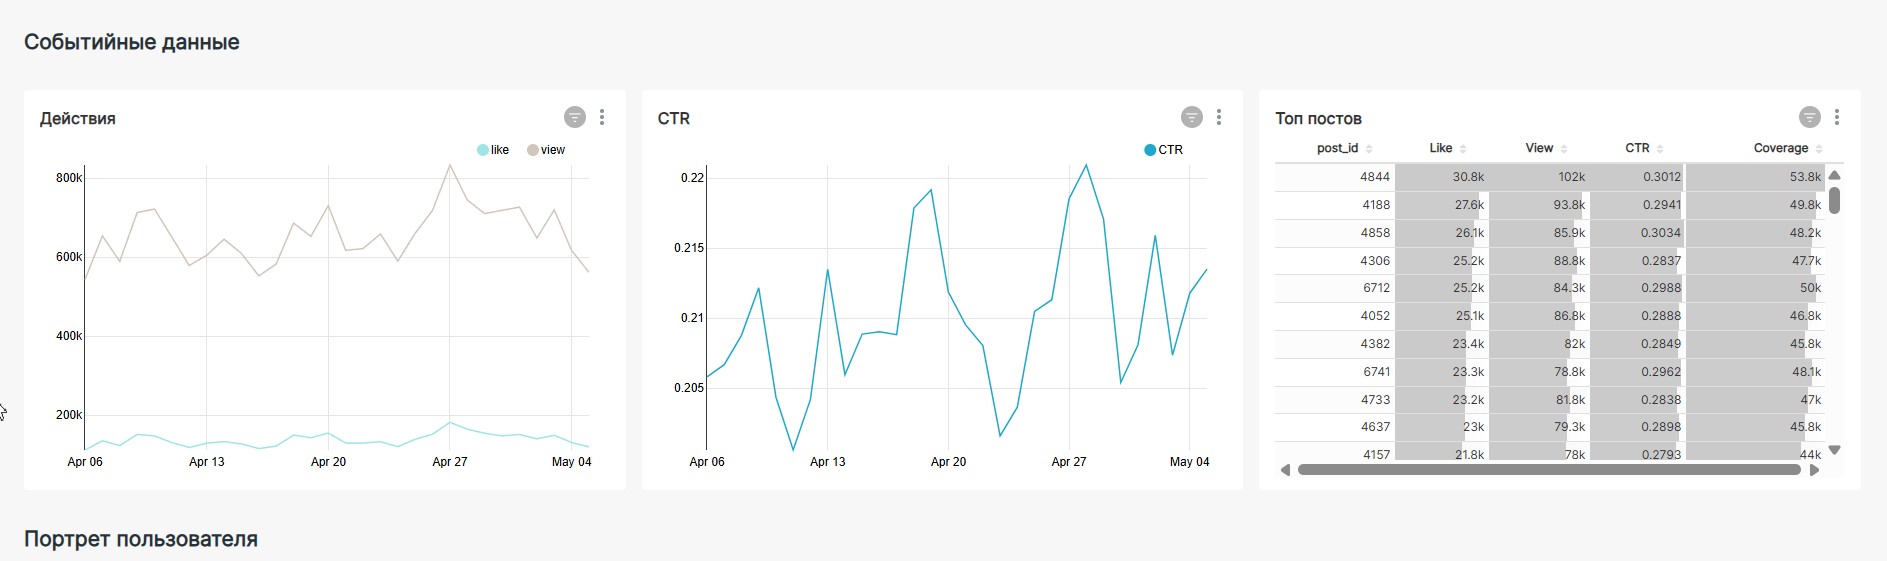 Событийные данные
Действия
like view
800k
600k
400k
200k
Apr 06 Apr 13 Apr 20 Apr 27 May 04
CTR
CTR
0.22
0.215
0.21
0.205
Apr 06 Apr 13 Apr 20 Apr 27 May 04
Топ постов
post_id Like View CTR Coverage
4844 30.8k 102k 0.3012 53.8k
4188 27.6k 93.8k 0.2941 49.8k
4858 26.1k 85.9k 0.3034 48.2k
4306 25.2k 88.8k 0.2837 47.7k
6712 25.2k 84.3k 0.2988 50k
4052 25.1k 86.8k 0.2888 46.8k
4382 23.4k 82k 0.2849 45.8k
6741 23.3k 78.8k 0.2962 48.1k
4733 23.2k 81.8k 0.2838 47k
4637 23k 79.3k 0.2898 45.8k
4157 21.8k 78k 0.2793 44k
Портрет пользователя